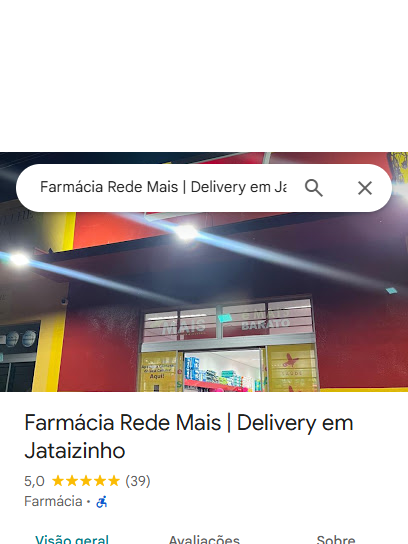 Farmácia Rede Mais | Delivery em Ja
MAIS
BARATO
Aqui!
Farmácia Rede Mais | Delivery em
Jataizinho
5,0 ★★★★★ (39)
Farmácia ·
Visão geral Avaliações Sobre